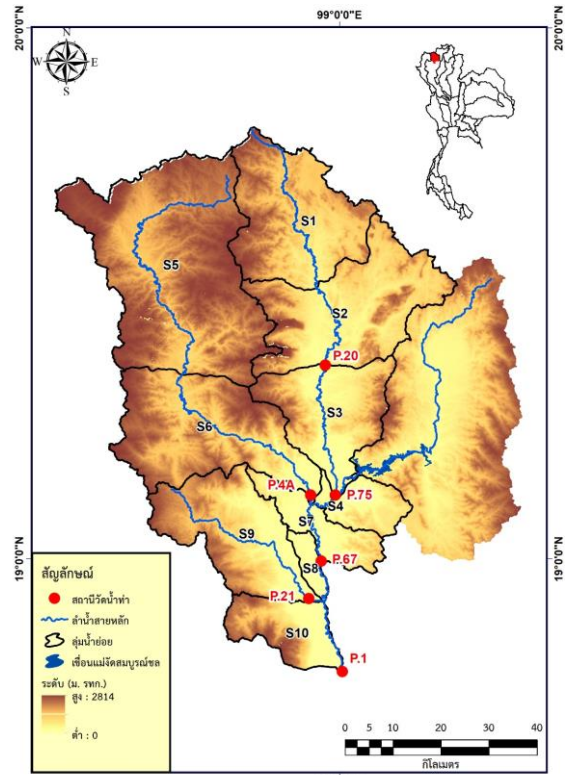 99°0'0"E
20°0'0"N
20°0'0"N
N
W
E
S
S1
S5
S2
P.20
S3
S6
P.4A
P.75
S4
S7
19°0'0"N
19°0'0"N
P.67
S9
S8
P.21
S10
P.1
สัญลักษณ์
สถานีวัดน้ำท่า
ลำน้ำสายหลัก
ลุ่มน้ำย่อย
เขื่อนแม่งัดสมบูรณ์ชล
ระดับ (ม. รทก.)
สูง : 2814
ต่ำ : 0
0 5 10 20 30 40
กิโลเมตร
99°0'0"E